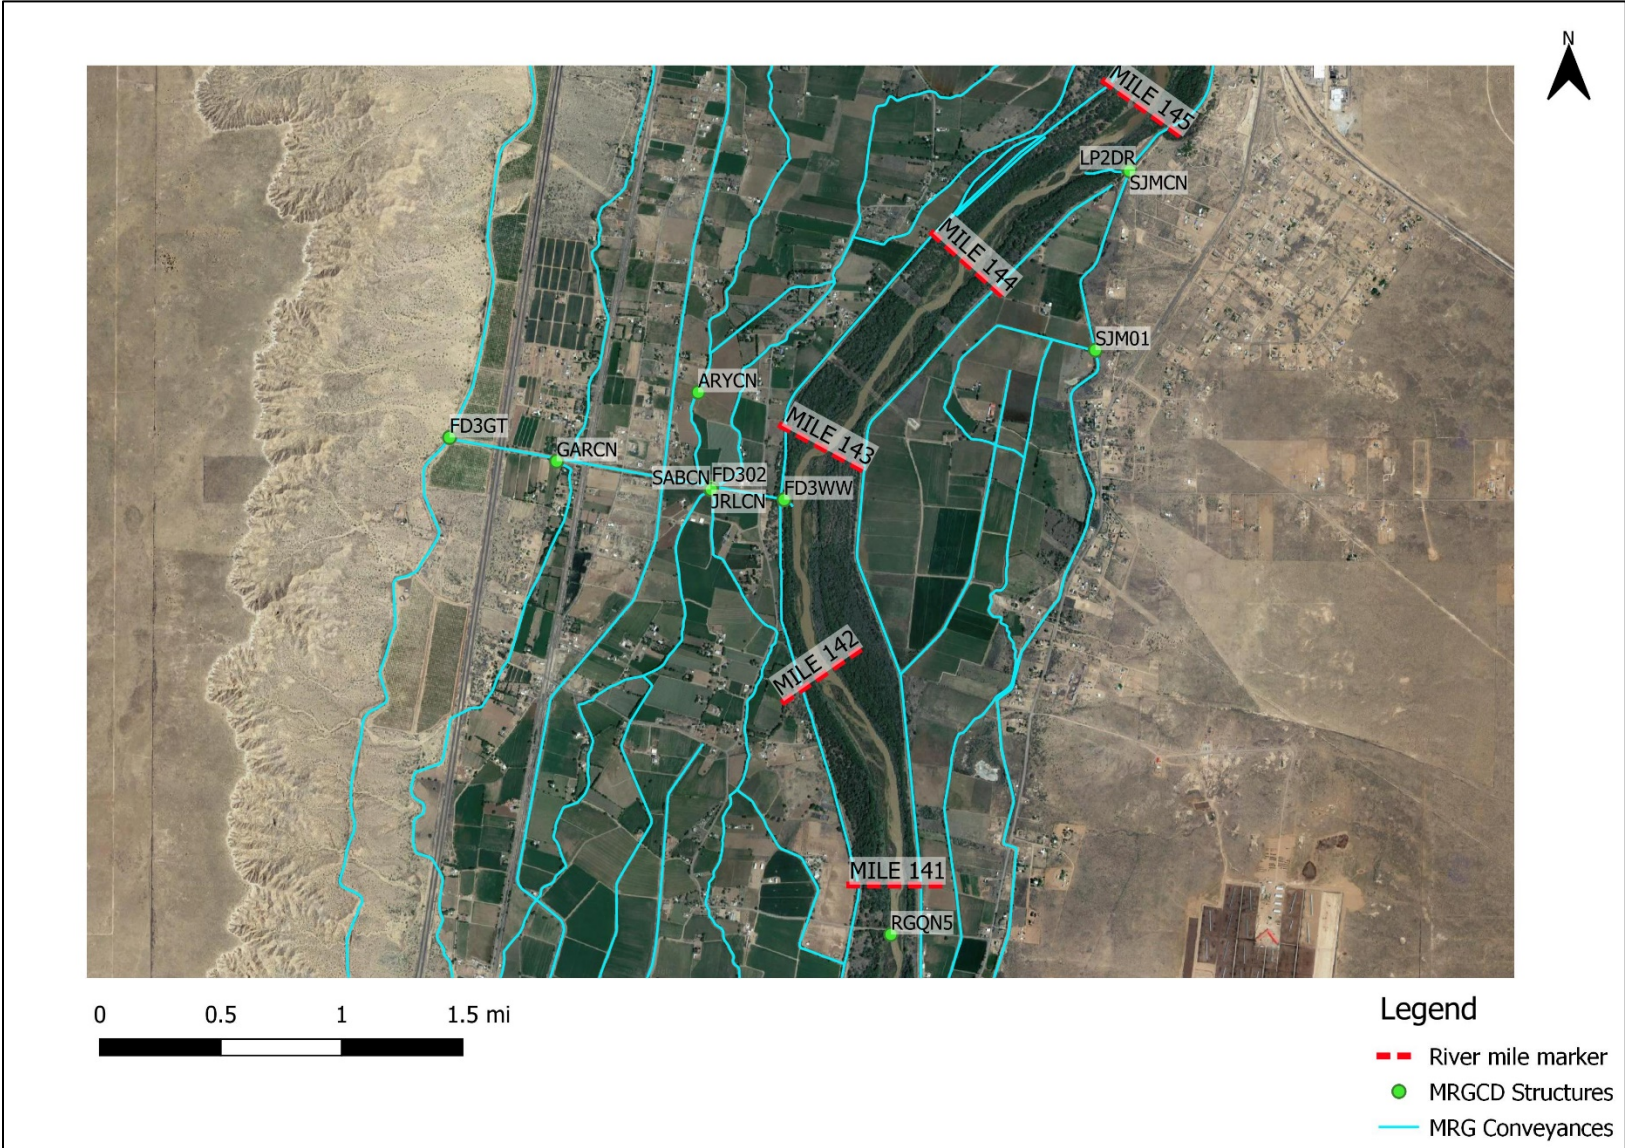 N
MILE 145
LP2DR
SJMCN
MILE 144
SJM01
ARYCN
MILE 143
FD3GT
GARCN
SABCN
FD302
JRLCN
FD3WW
MILE 142
MILE 141
RGQN5
0 0.5 1 1.5 mi
Legend
River mile marker
MRGCD Structures
MRG Conveyances